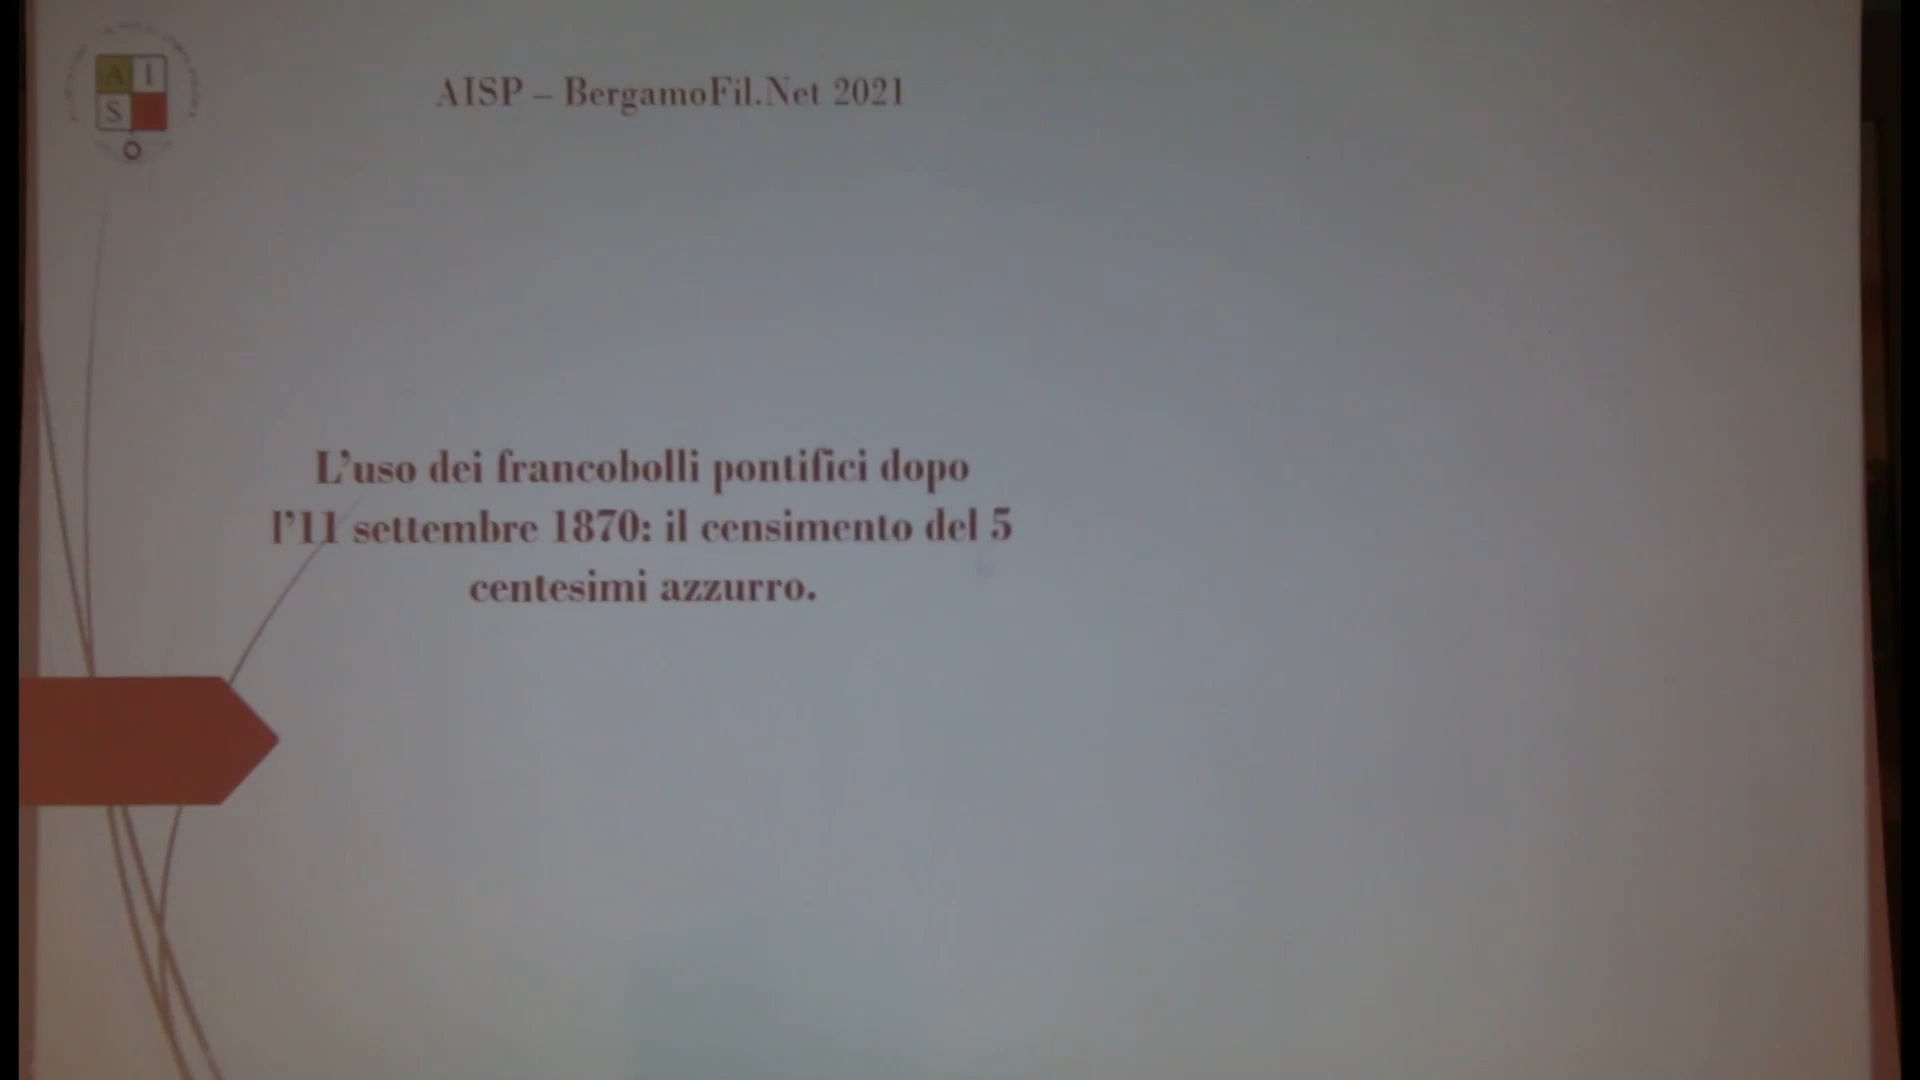 A I
S
AISP – BergamoFil.Net 2021
L’uso dei francobolli pontifici dopo
l’11 settembre 1870: il censimento del 5
centesimi azzurro.